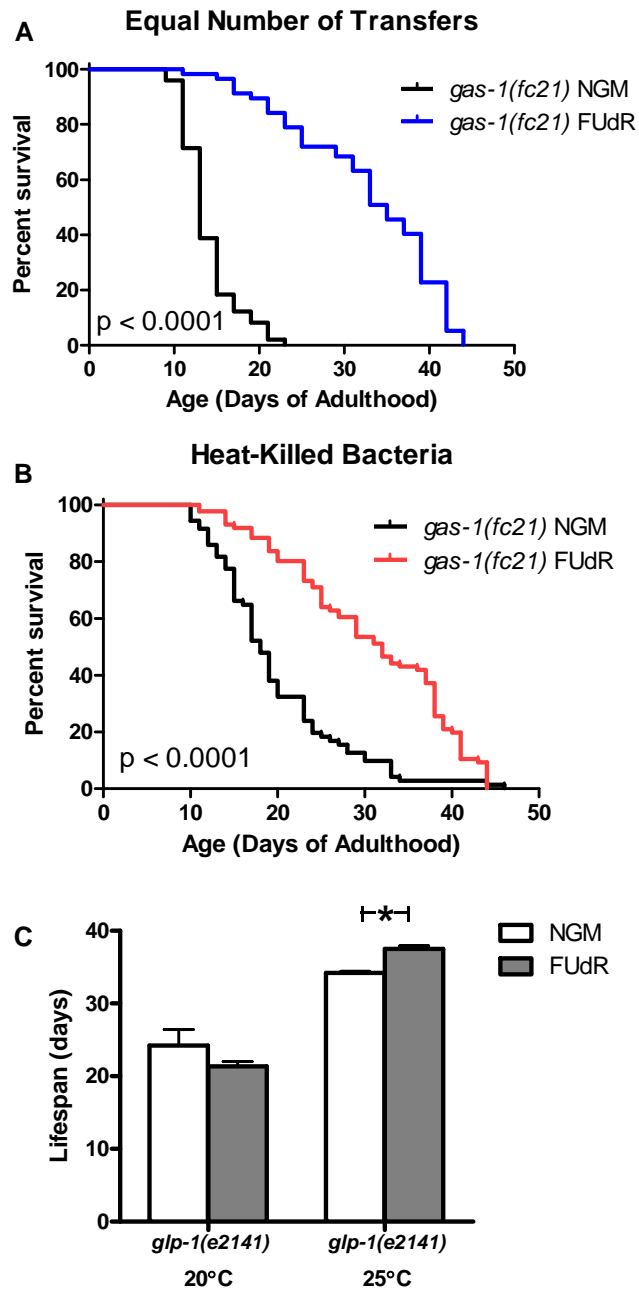 A
Equal Number of Transfers
100
80
60
40
20
0
Percent survival
gas-1(fc21) NGM
gas-1(fc21) FUdR
p < 0.0001
0 10 20 30 40 50
Age (Days of Adulthood)
B
Heat-Killed Bacteria
100
80
60
40
20
0
Percent survival
gas-1(fc21) NGM
gas-1(fc21) FUdR
p < 0.0001
0 10 20 30 40 50
Age (Days of Adulthood)
C
40
30
20
10
0
Lifespan (days)
*
NGM
FUdR
glp-1(e2141) glp-1(e2141)
20°C 25°C